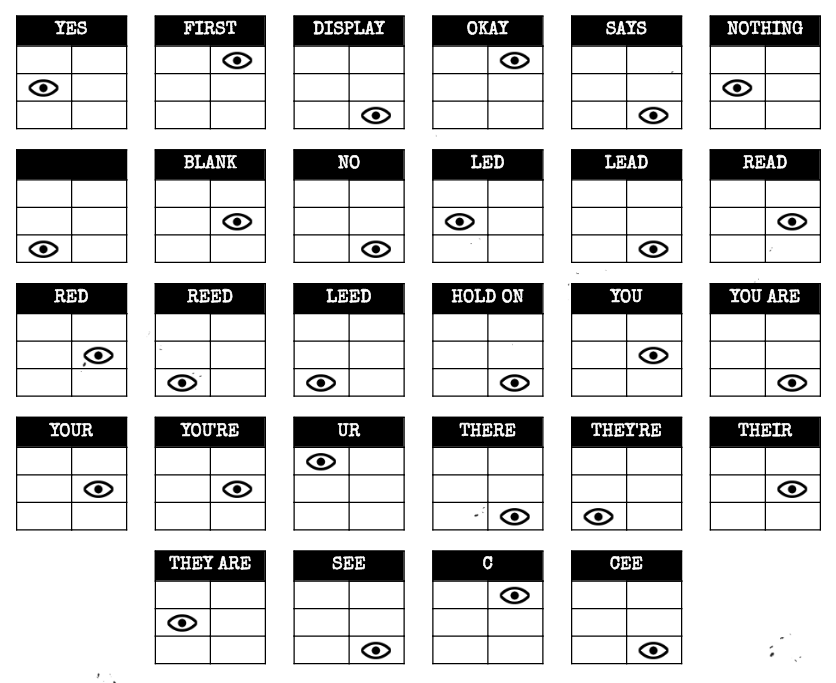 YES FIRST DISPLAY OKAY SAYS NOTHING
BLANK NO LED LEAD READ
RED REED LEED HOLD ON YOU YOU ARE
YOUR YOU'RE UR THERE THEY'RE THEIR
THEY ARE SEE C CEE